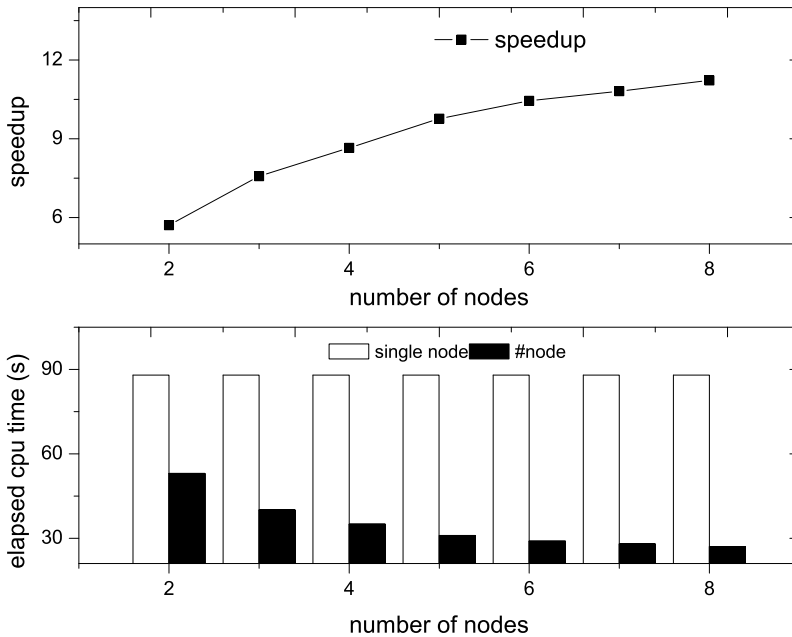 speedup
12
9
6
speedup
2 4 6 8
number of nodes
single node #node
90
60
30
elapsed cpu time (s)
2 4 6 8
number of nodes